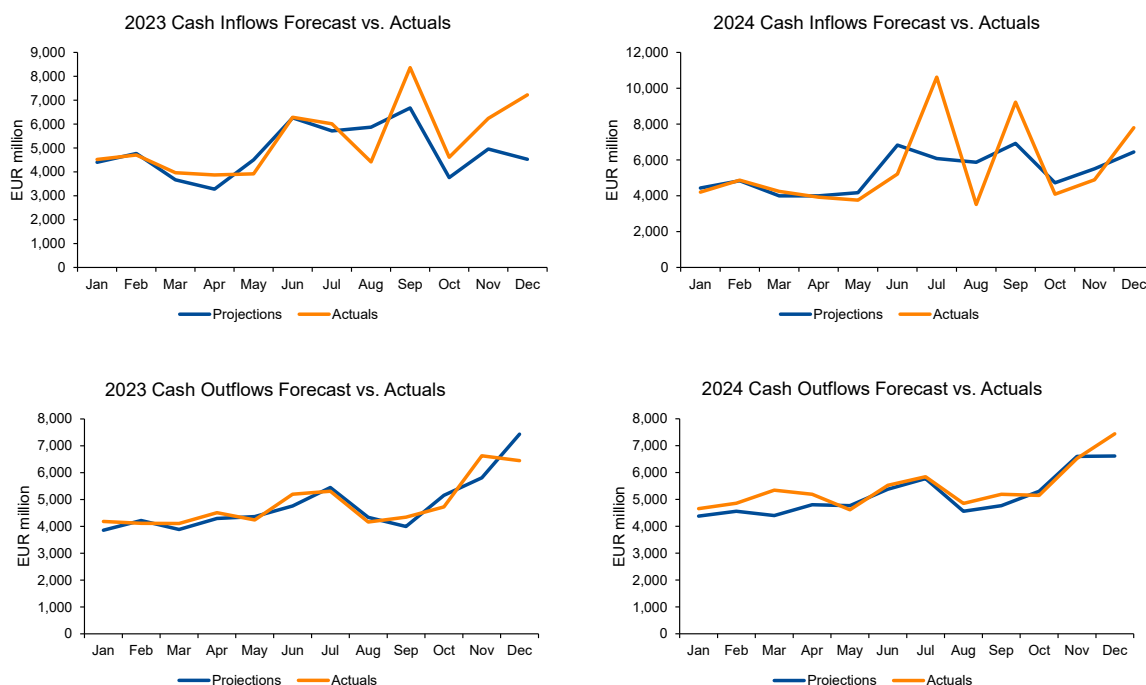 2023 Cash Inflows Forecast vs. Actuals
EUR million
9,000
8,000
7,000
6,000
5,000
4,000
3,000
2,000
1,000
0
Jan Feb Mar Apr May Jun Jul Aug Sep Oct Nov Dec
Projections Actuals
2024 Cash Inflows Forecast vs. Actuals
EUR million
12,000
10,000
8,000
6,000
4,000
2,000
0
Jan Feb Mar Apr May Jun Jul Aug Sep Oct Nov Dec
Projections Actuals
2023 Cash Outflows Forecast vs. Actuals
EUR million
8,000
7,000
6,000
5,000
4,000
3,000
2,000
1,000
0
Jan Feb Mar Apr May Jun Jul Aug Sep Oct Nov Dec
Projections Actuals
2024 Cash Outflows Forecast vs. Actuals
EUR million
8,000
7,000
6,000
5,000
4,000
3,000
2,000
1,000
0
Jan Feb Mar Apr May Jun Jul Aug Sep Oct Nov Dec
Projections Actuals